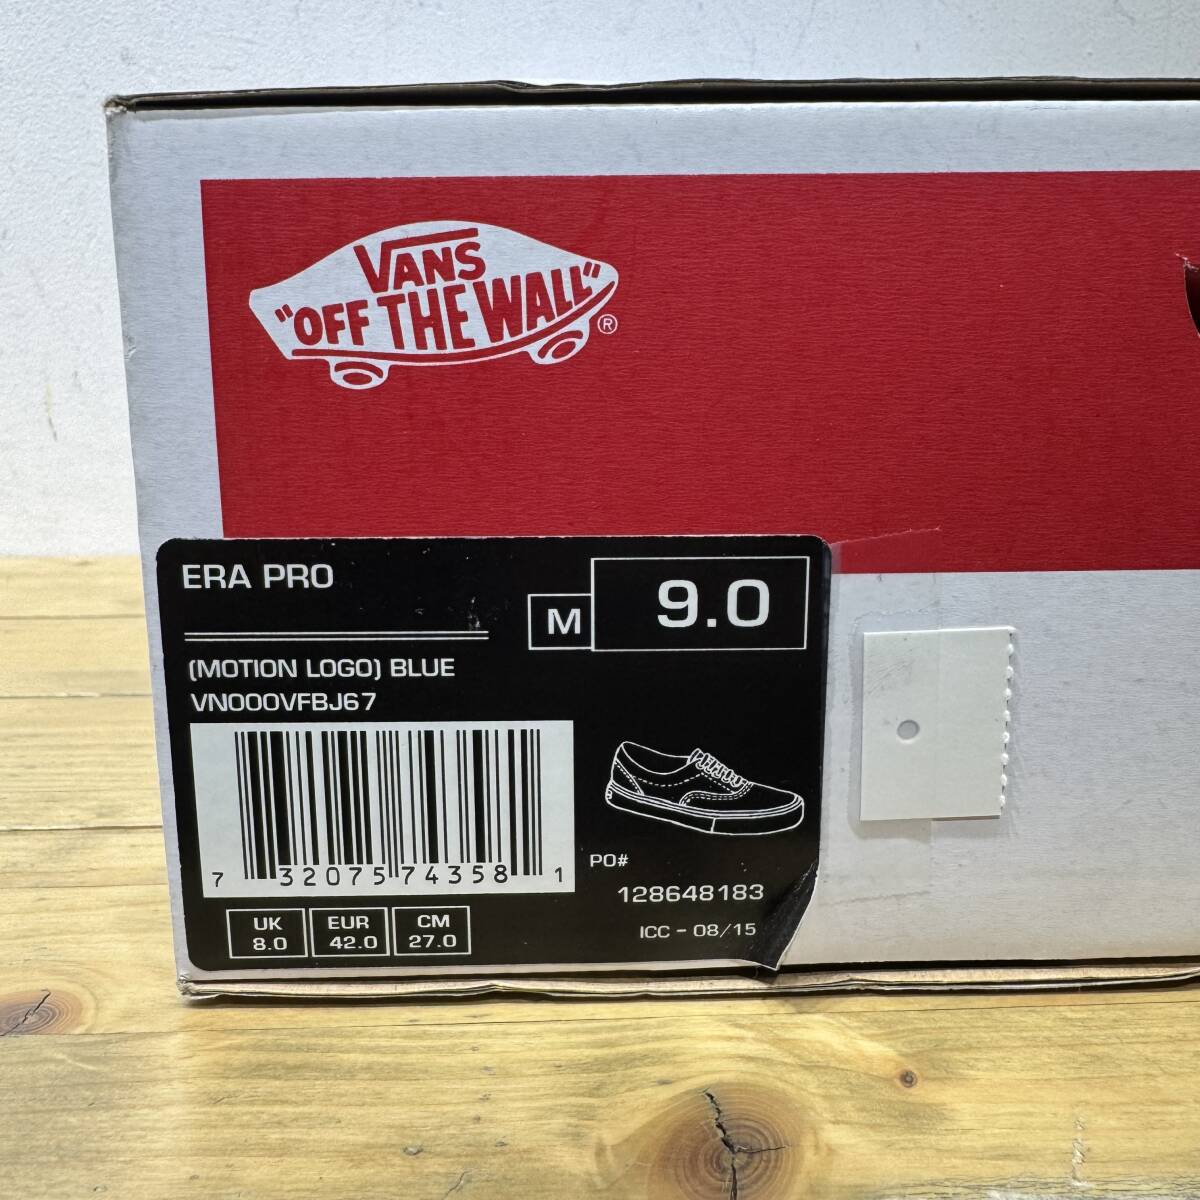 VANS
"OFF THE WALL"
®
ERA PRO
M 9.0
(MOTION LOGO) BLUE
VN000VFBJ67
7 32075 74358 1
PO#
128648183
ICC - 08/15
UK EUR CM
8.0 42.0 27.0